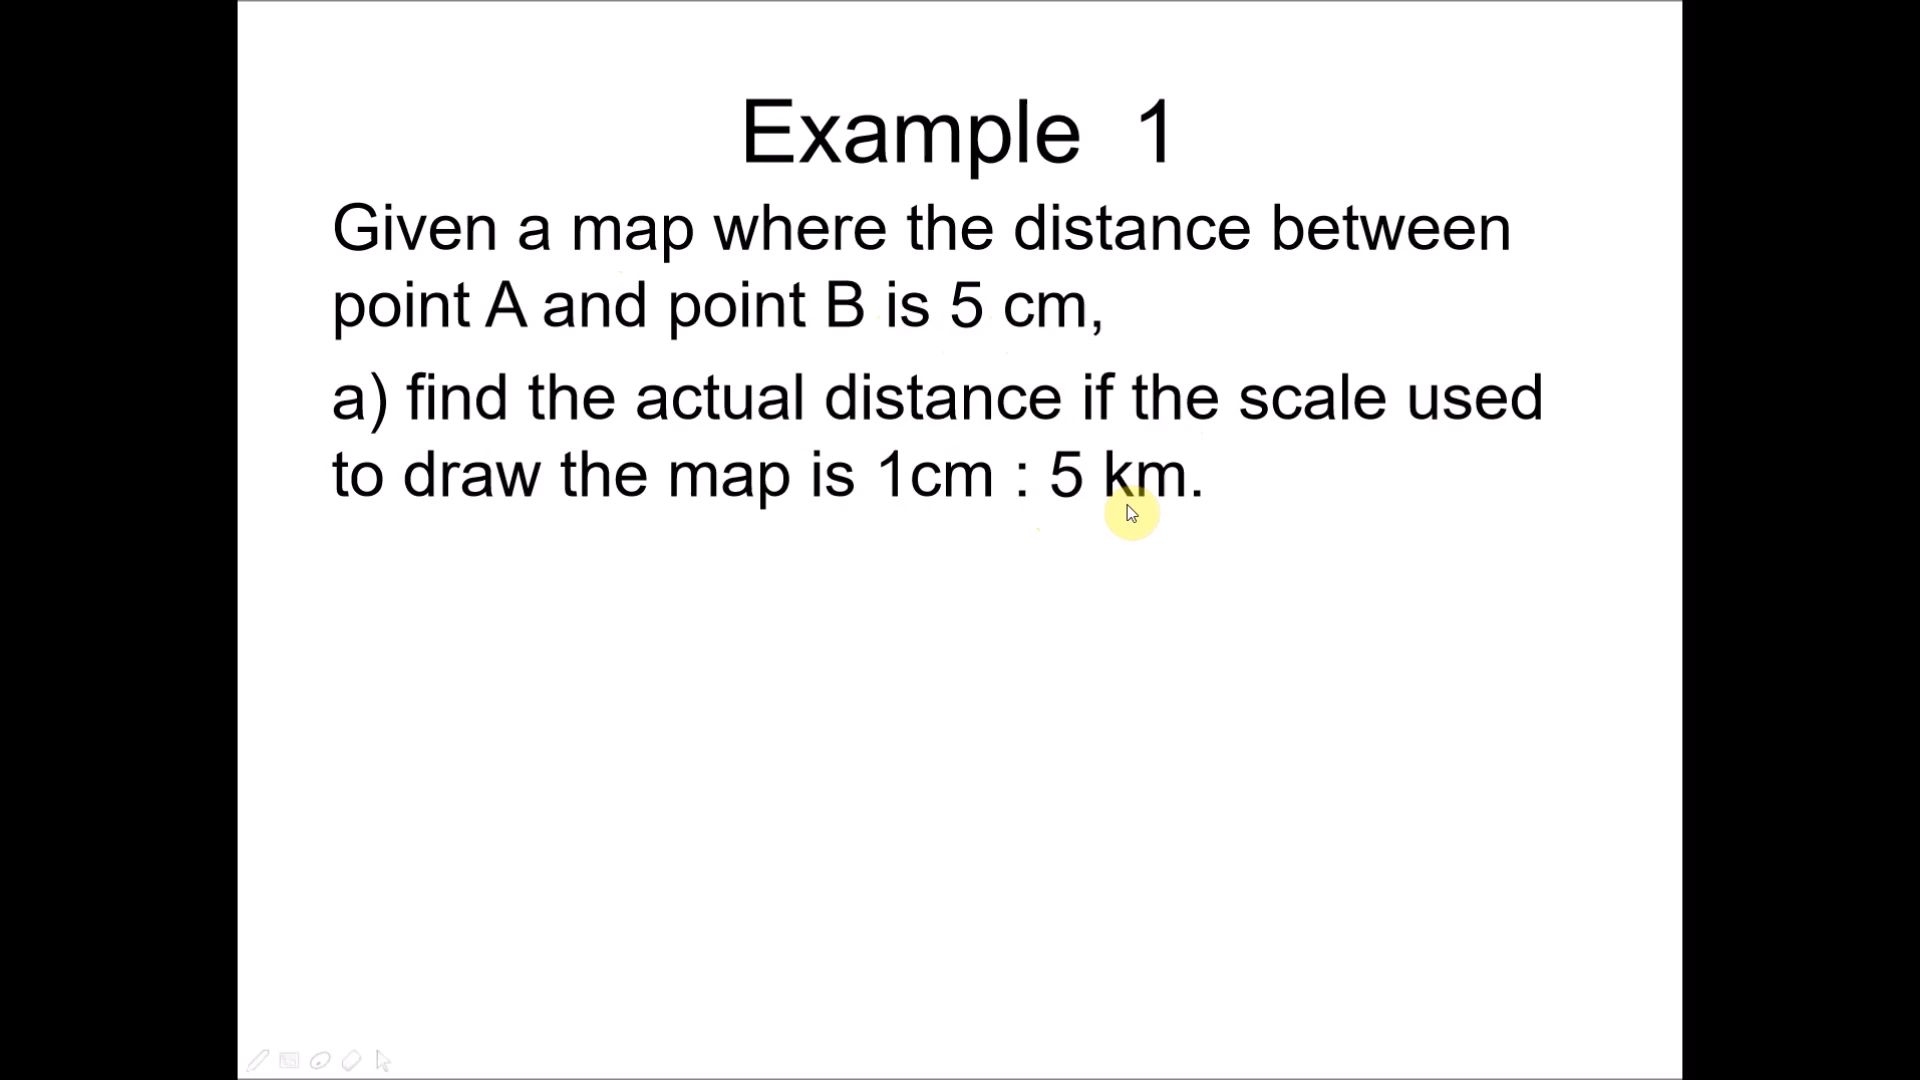 Example 1
Given a map where the distance between
point A and point B is 5 cm,
a) find the actual distance if the scale used
to draw the map is 1cm : 5 km.